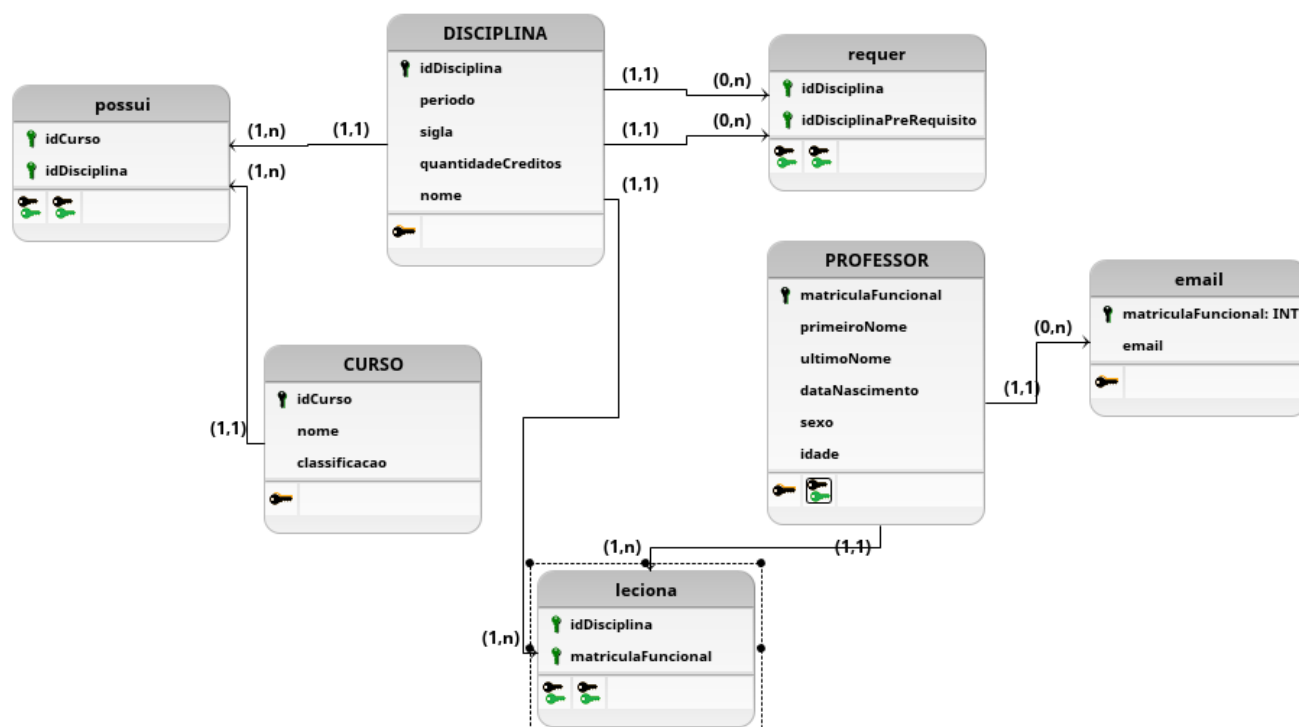 DISCIPLINA
idDisciplina
periodo
sigla
quantidadeCreditos
nome
requer
idDisciplina
idDisciplinaPreRequisito
possui
idCurso
idDisciplina
(1,n)
(1,1)
(1,n)
(1,1)
(0,n)
(1,1)
(0,n)
(1,1)
PROFESSOR
matriculaFuncional
primeiroNome
ultimoNome
dataNascimento
sexo
idade
email
matriculaFuncional: INT
email
(0,n)
(1,1)
CURSO
idCurso
nome
classificacao
(1,1)
(1,n)
(1,1)
leciona
idDisciplina
matriculaFuncional
(1,n)